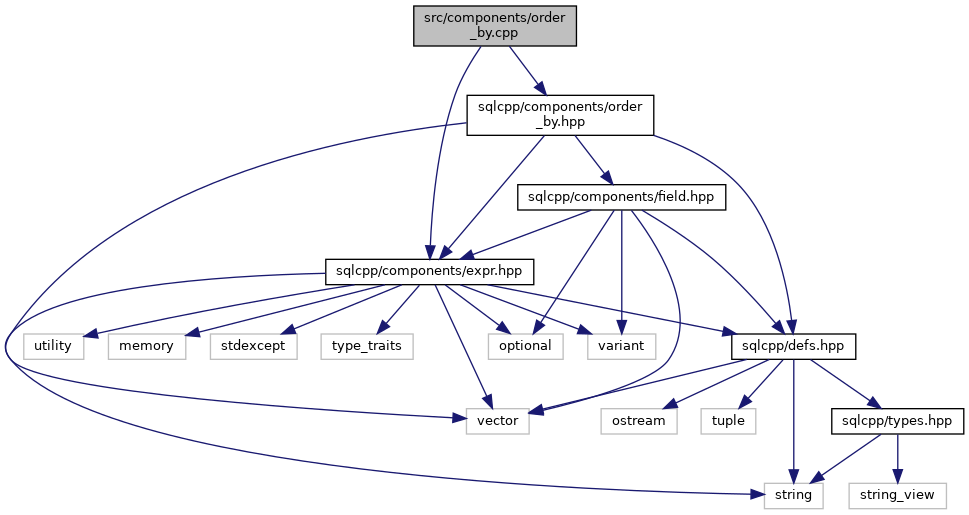 src/components/order
_by.cpp
sqlcpp/components/order
_by.hpp
sqlcpp/components/field.hpp
sqlcpp/components/expr.hpp
utility
memory
stdexcept
type_traits
optional
variant
sqlcpp/defs.hpp
vector
ostream
tuple
sqlcpp/types.hpp
string
string_view